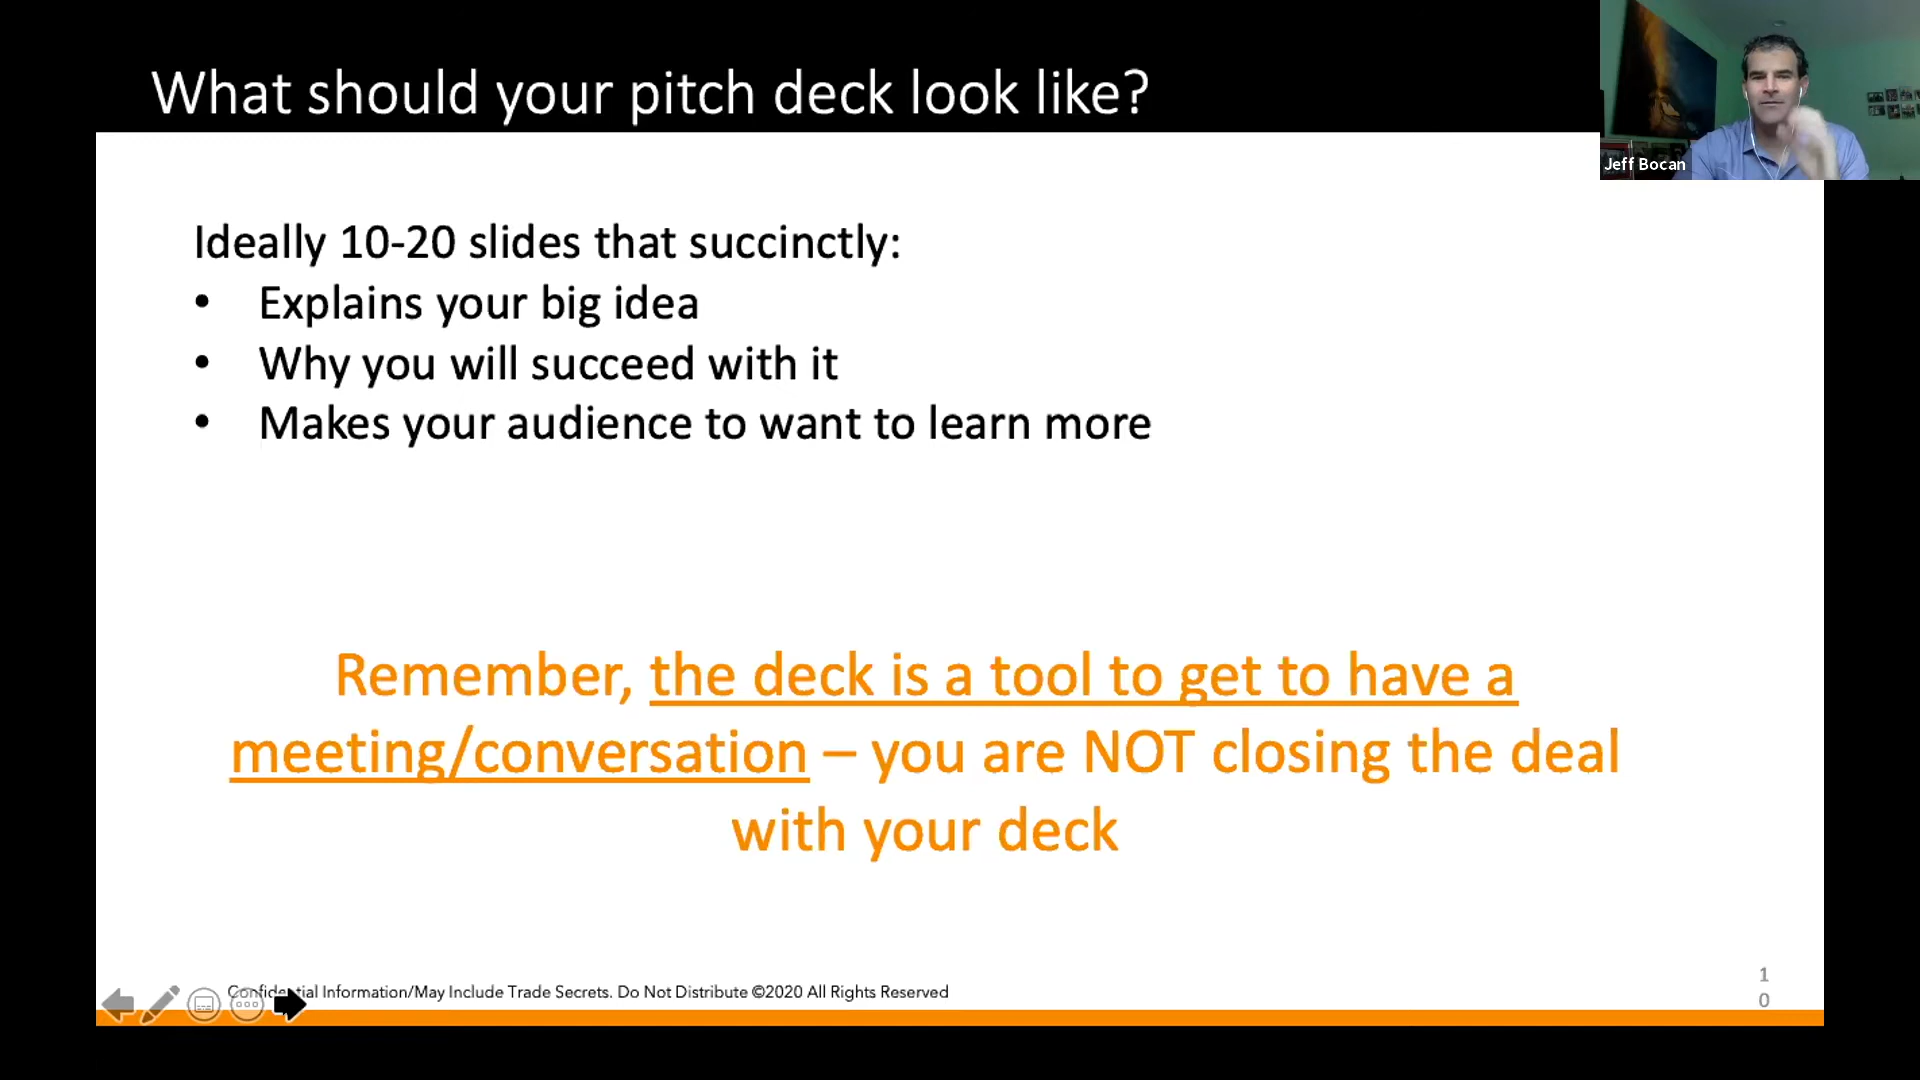 What should your pitch deck look like?
Jeff Bocan
Ideally 10-20 slides that succinctly:
• Explains your big idea
• Why you will succeed with it
• Makes your audience to want to learn more
Remember, the deck is a tool to get to have a
meeting/conversation – you are NOT closing the deal
with your deck
Confidential Information/May Include Trade Secrets. Do Not Distribute ©2020 All Rights Reserved
1
0